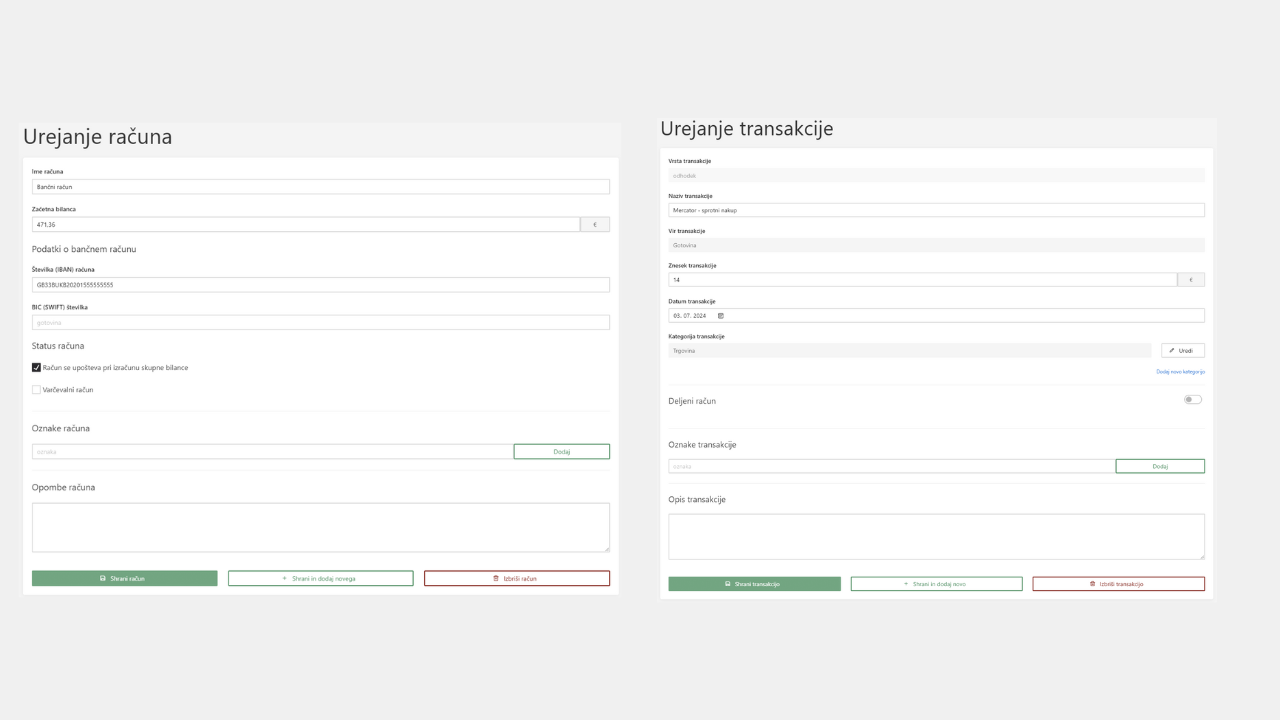 Urejanje računa
Ime računa
Bančni račun
Začetna bilanca
471,36
€
Podatki o bančnem računu
Številka (IBAN) računa
GB33BUKB20201555555555
BIC (SWIFT) številka
gotovina
Status računa
Račun se upošteva pri izračunu skupne bilance
Varčevalni račun
Oznake računa
oznaka
Dodaj
Opombe računa
Shrani račun
+ Shrani in dodaj novega
Izbriši račun
Urejanje transakcije
Vrsta transakcije
odhodek
Naziv transakcije
Mercator - sprotni nakup
Vir transakcije
Gotovina
Znesek transakcije
14
€
Datum transakcije
03. 07. 2024
Kategorija transakcije
Trgovina
Uredi
Dodaj novo kategorijo
Deljeni račun
Oznake transakcije
oznaka
Dodaj
Opis transakcije
Shrani transakcijo
+ Shrani in dodaj novo
Izbriši transakcijo